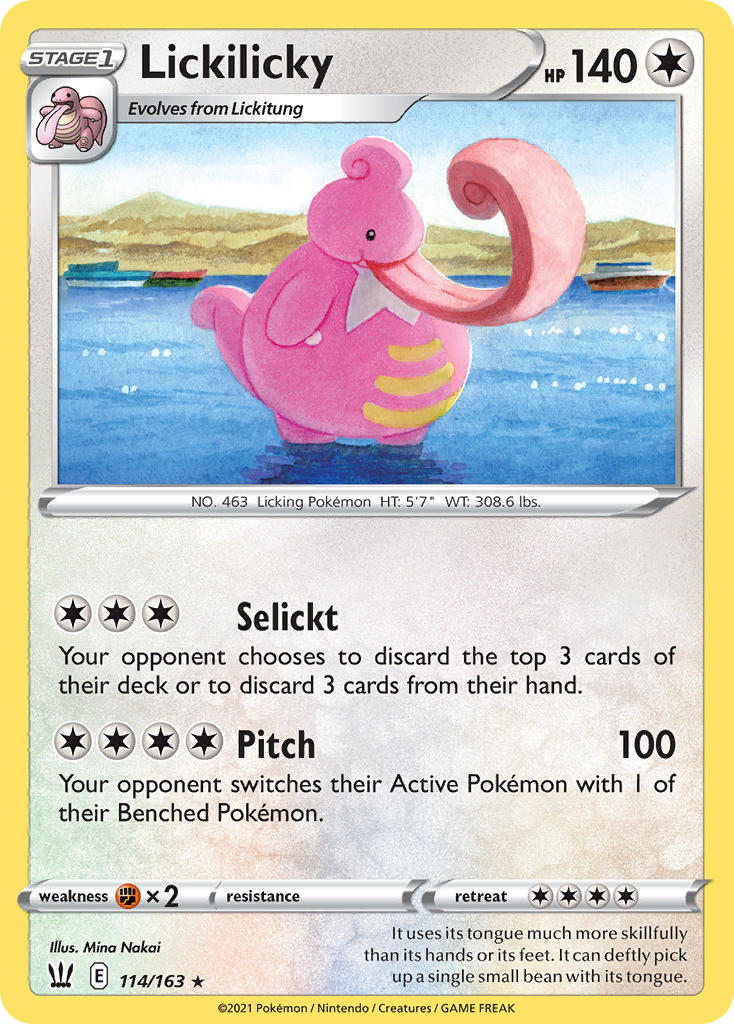 STAGE 1
Lickilicky
HP 140
Evolves from Lickitung
NO. 463 Licking Pokémon HT: 5'7" WT: 308.6 lbs.
Selickt
Your opponent chooses to discard the top 3 cards of
their deck or to discard 3 cards from their hand.
Pitch 100
Your opponent switches their Active Pokémon with 1 of
their Benched Pokémon.
weakness ×2 resistance retreat
Illus. Mina Nakai
It uses its tongue much more skillfully
than its hands or its feet. It can deftly pick
up a single small bean with its tongue.
E 114/163 ★
©2021 Pokémon / Nintendo / Creatures / GAME FREAK